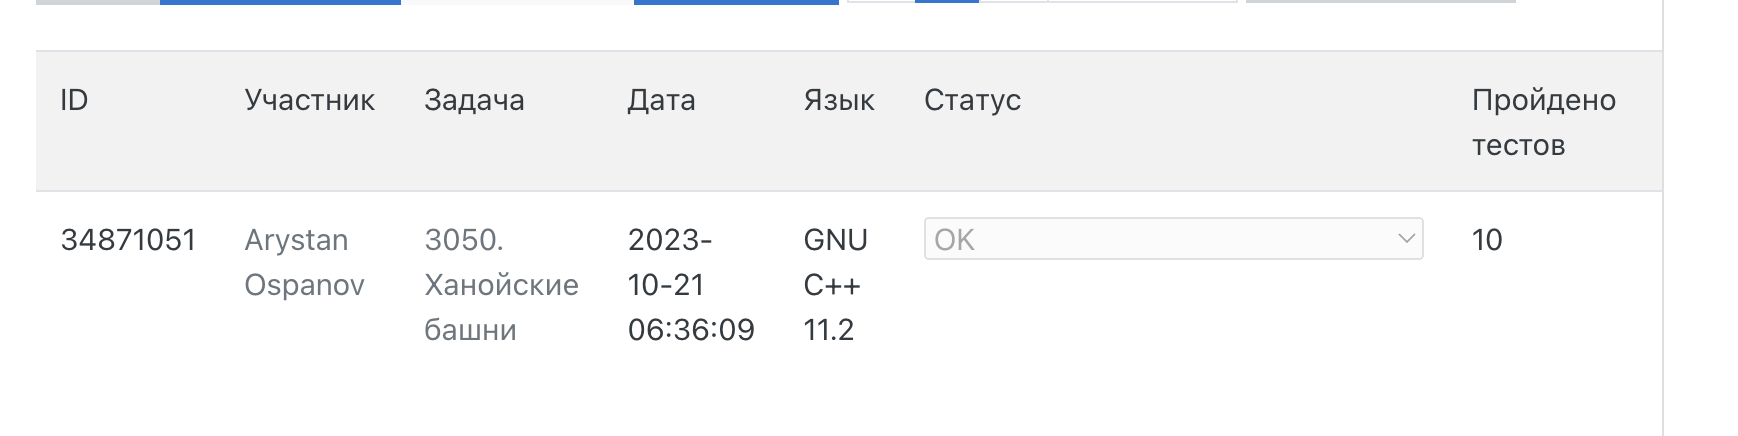 ID Участник Задача Дата Язык Статус Пройдено
тестов
34871051 Arystan 3050. 2023- GNU OK 10
Ospanov Ханойские 10-21 C++
башни 06:36:09 11.2